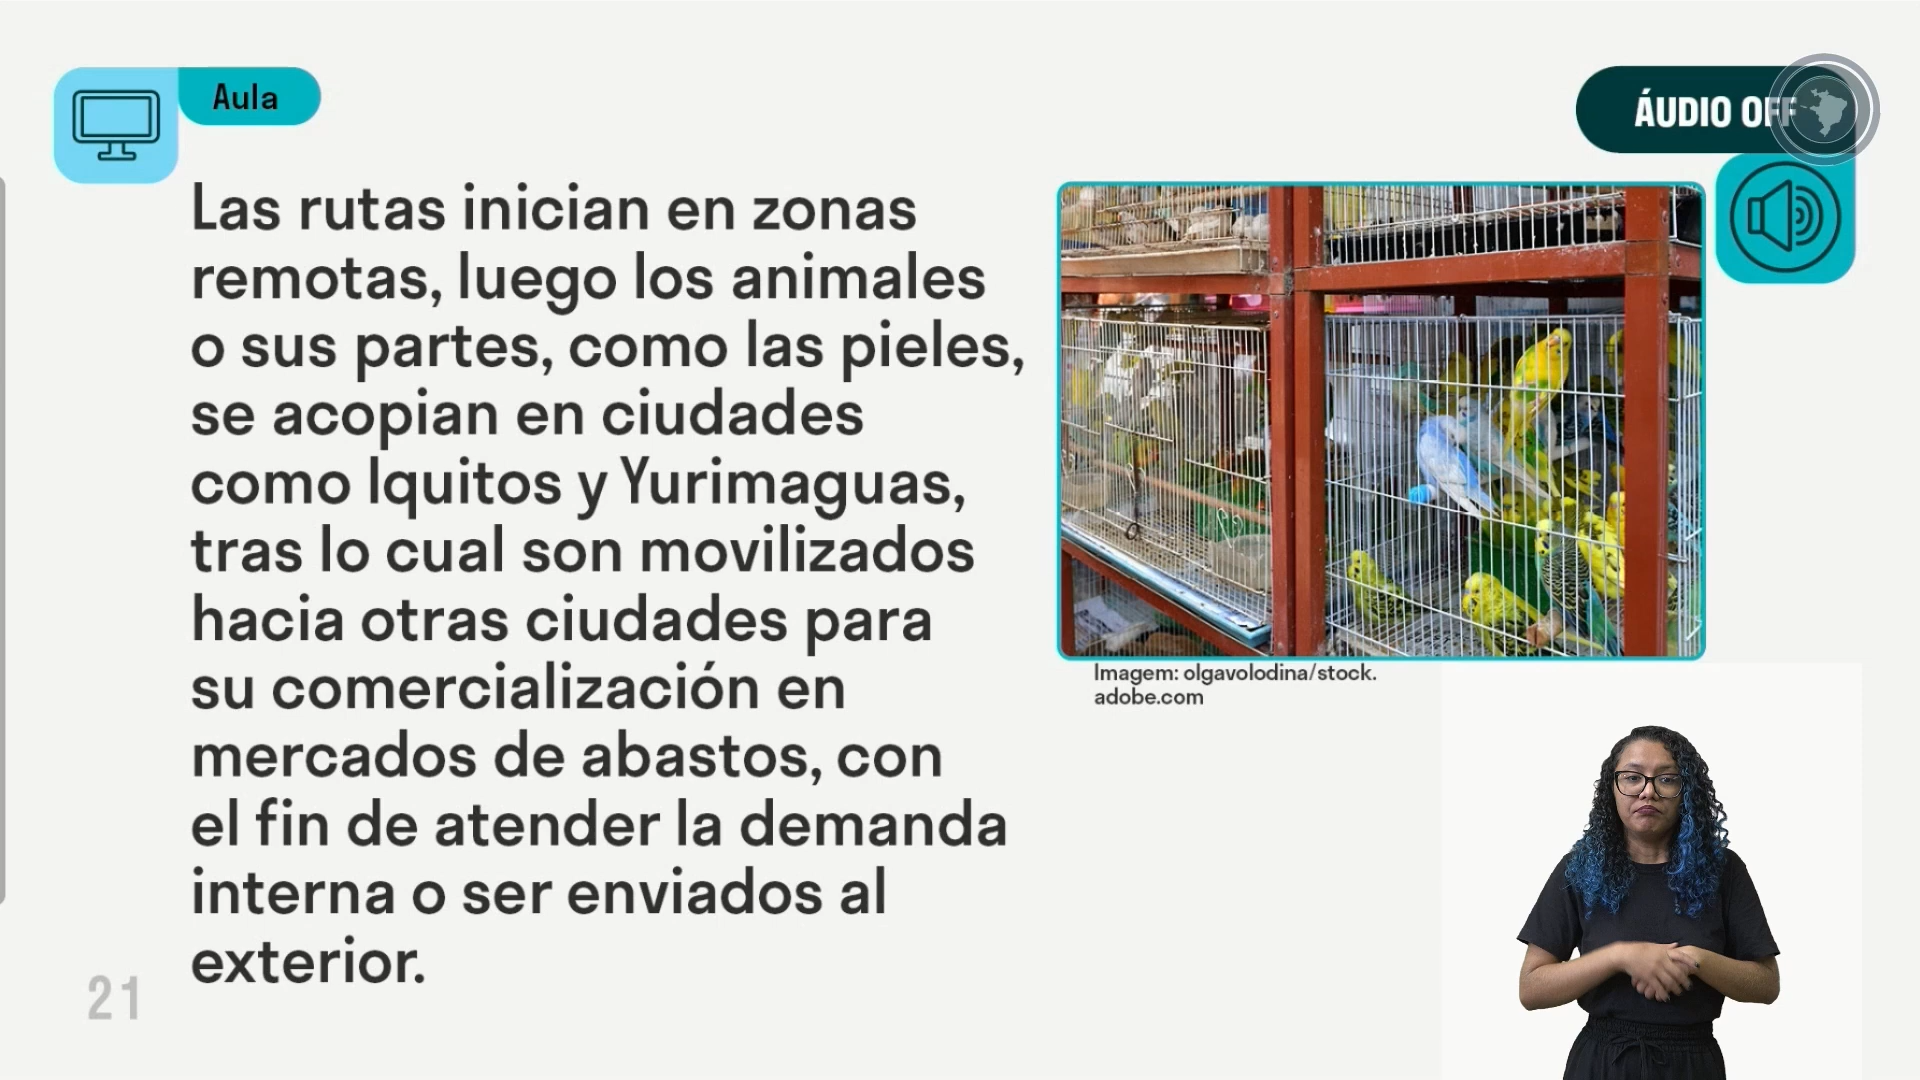 Aula
ÁUDIO OFF
Las rutas inician en zonas
remotas, luego los animales
o sus partes, como las pieles,
se acopian en ciudades
como Iquitos y Yurimaguas,
tras lo cual son movilizados
hacia otras ciudades para
su comercialización en
mercados de abastos, con
el fin de atender la demanda
interna o ser enviados al
exterior.
Imagem: olgavolodina/stock.
adobe.com
21